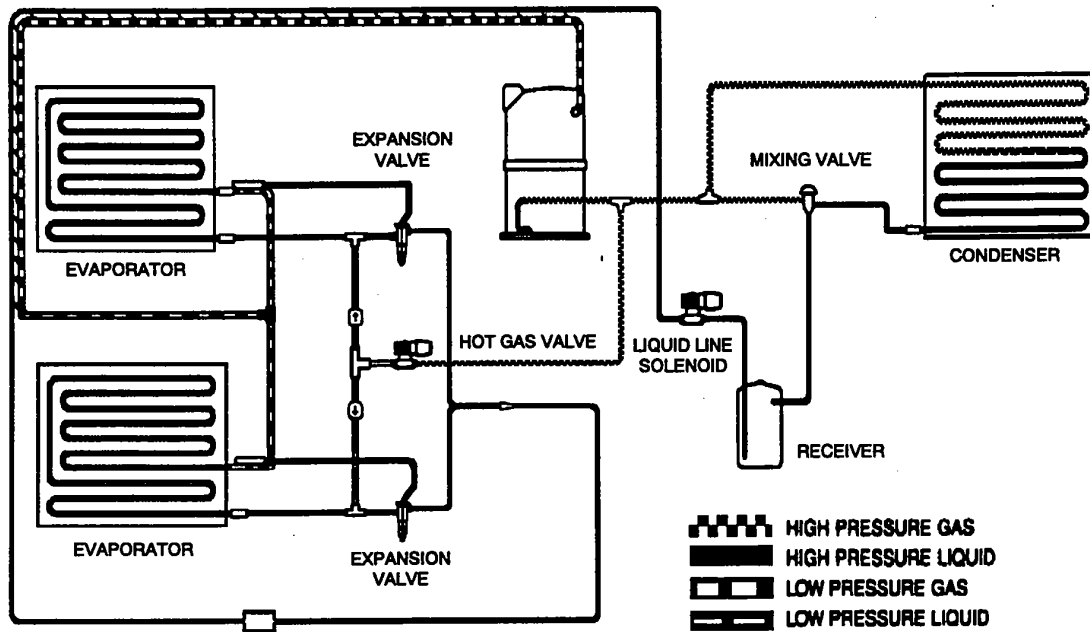 EXPANSION
VALVE
MIXING VALVE
EVAPORATOR
CONDENSER
HOT GAS VALVE
LIQUID LINE
SOLENOID
RECEIVER
EVAPORATOR
EXPANSION
VALVE
HIGH PRESSURE GAS
HIGH PRESSURE LIQUID
LOW PRESSURE GAS
LOW PRESSURE LIQUID